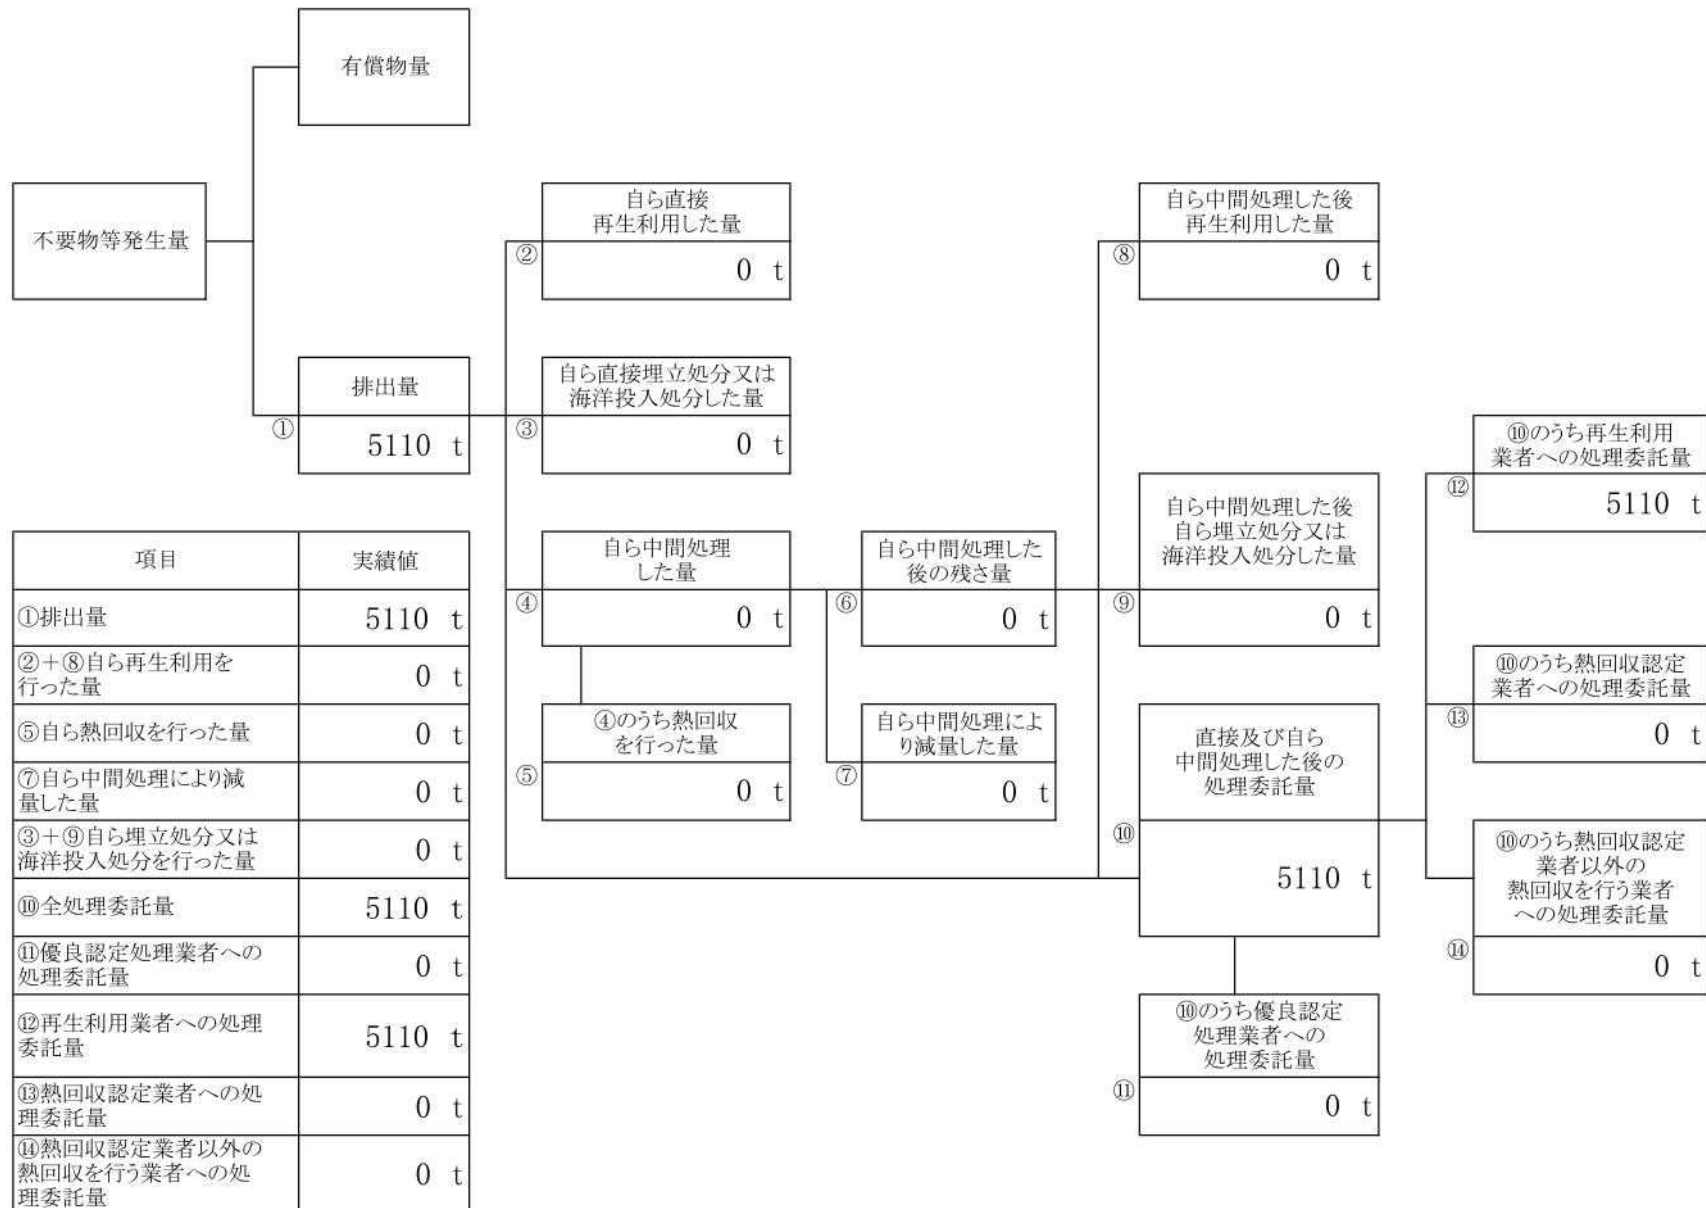 有償物量
不要物等発生量
自ら直接
再生利用した量
②
0 t
自ら中間処理した後
再生利用した量
⑧
0 t
排出量
①
5110 t
自ら直接埋立処分又は
海洋投入処分した量
③
0 t
⑩のうち再生利用
業者への処理委託量
⑫
5110 t
自ら中間処理
した量
④
0 t
自ら中間処理した
後の残さ量
⑥
0 t
自ら中間処理した後
自ら埋立処分又は
海洋投入処分した量
⑨
0 t
⑩のうち熱回収認定
業者への処理委託量
⑬
0 t
④のうち熱回収
を行った量
⑤
0 t
自ら中間処理によ
り減量した量
⑦
0 t
直接及び自ら
中間処理した後の
処理委託量
⑩
5110 t
⑩のうち熱回収認定
業者以外の
熱回収を行う業者
への処理委託量
⑭
0 t
⑩のうち優良認定
処理業者への
処理委託量
⑪
0 t
項目 実績値
①排出量 5110 t
②+⑧自ら再生利用を
行った量 0 t
⑤自ら熱回収を行った量 0 t
⑦自ら中間処理により減
量した量 0 t
③+⑨自ら埋立処分又は
海洋投入処分を行った量 0 t
⑩全処理委託量 5110 t
⑪優良認定処理業者への
処理委託量 0 t
⑫再生利用業者への処理
委託量 5110 t
⑬熱回収認定業者への処
理委託量 0 t
⑭熱回収認定業者以外の
熱回収を行う業者への処
理委託量 0 t